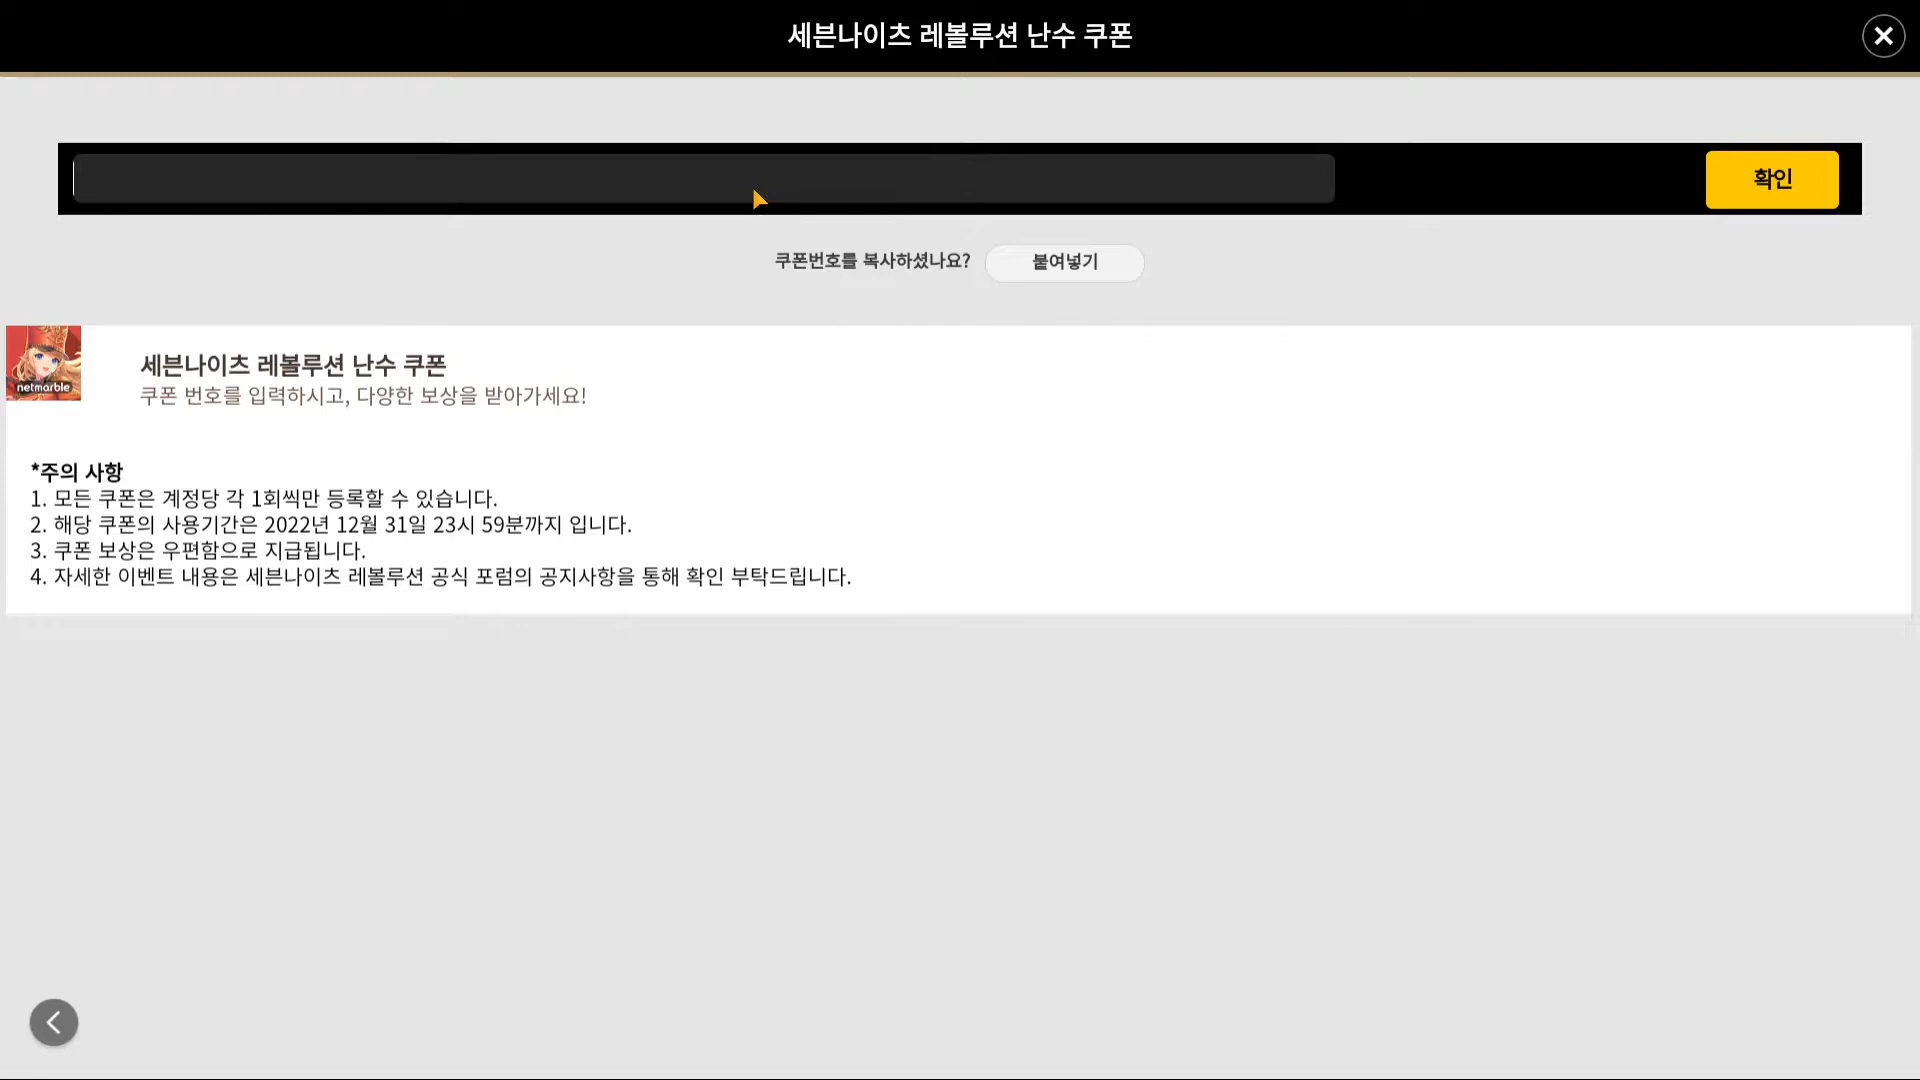 세븐나이츠 레볼루션 난수 쿠폰
확인
쿠폰번호를 복사하셨나요?
붙여넣기
netmarble
세븐나이츠 레볼루션 난수 쿠폰
쿠폰 번호를 입력하시고, 다양한 보상을 받아가세요!
*주의 사항
1. 모든 쿠폰은 계정당 각 1회씩만 등록할 수 있습니다.
2. 해당 쿠폰의 사용기간은 2022년 12월 31일 23시 59분까지 입니다.
3. 쿠폰 보상은 우편함으로 지급됩니다.
4. 자세한 이벤트 내용은 세븐나이츠 레볼루션 공식 포럼의 공지사항을 통해 확인 부탁드립니다.